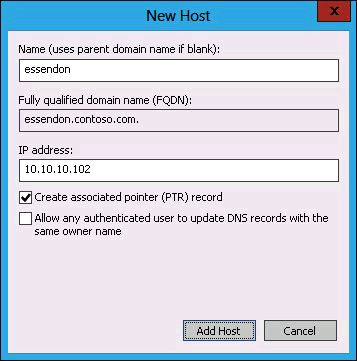 New Host
x
Name (uses parent domain name if blank):
essendon
Fully qualified domain name (FQDN):
essendon.contoso.com.
IP address:
10.10.10.102
Create associated pointer (PTR) record
Allow any authenticated user to update DNS records with the
same owner name
Add Host
Cancel